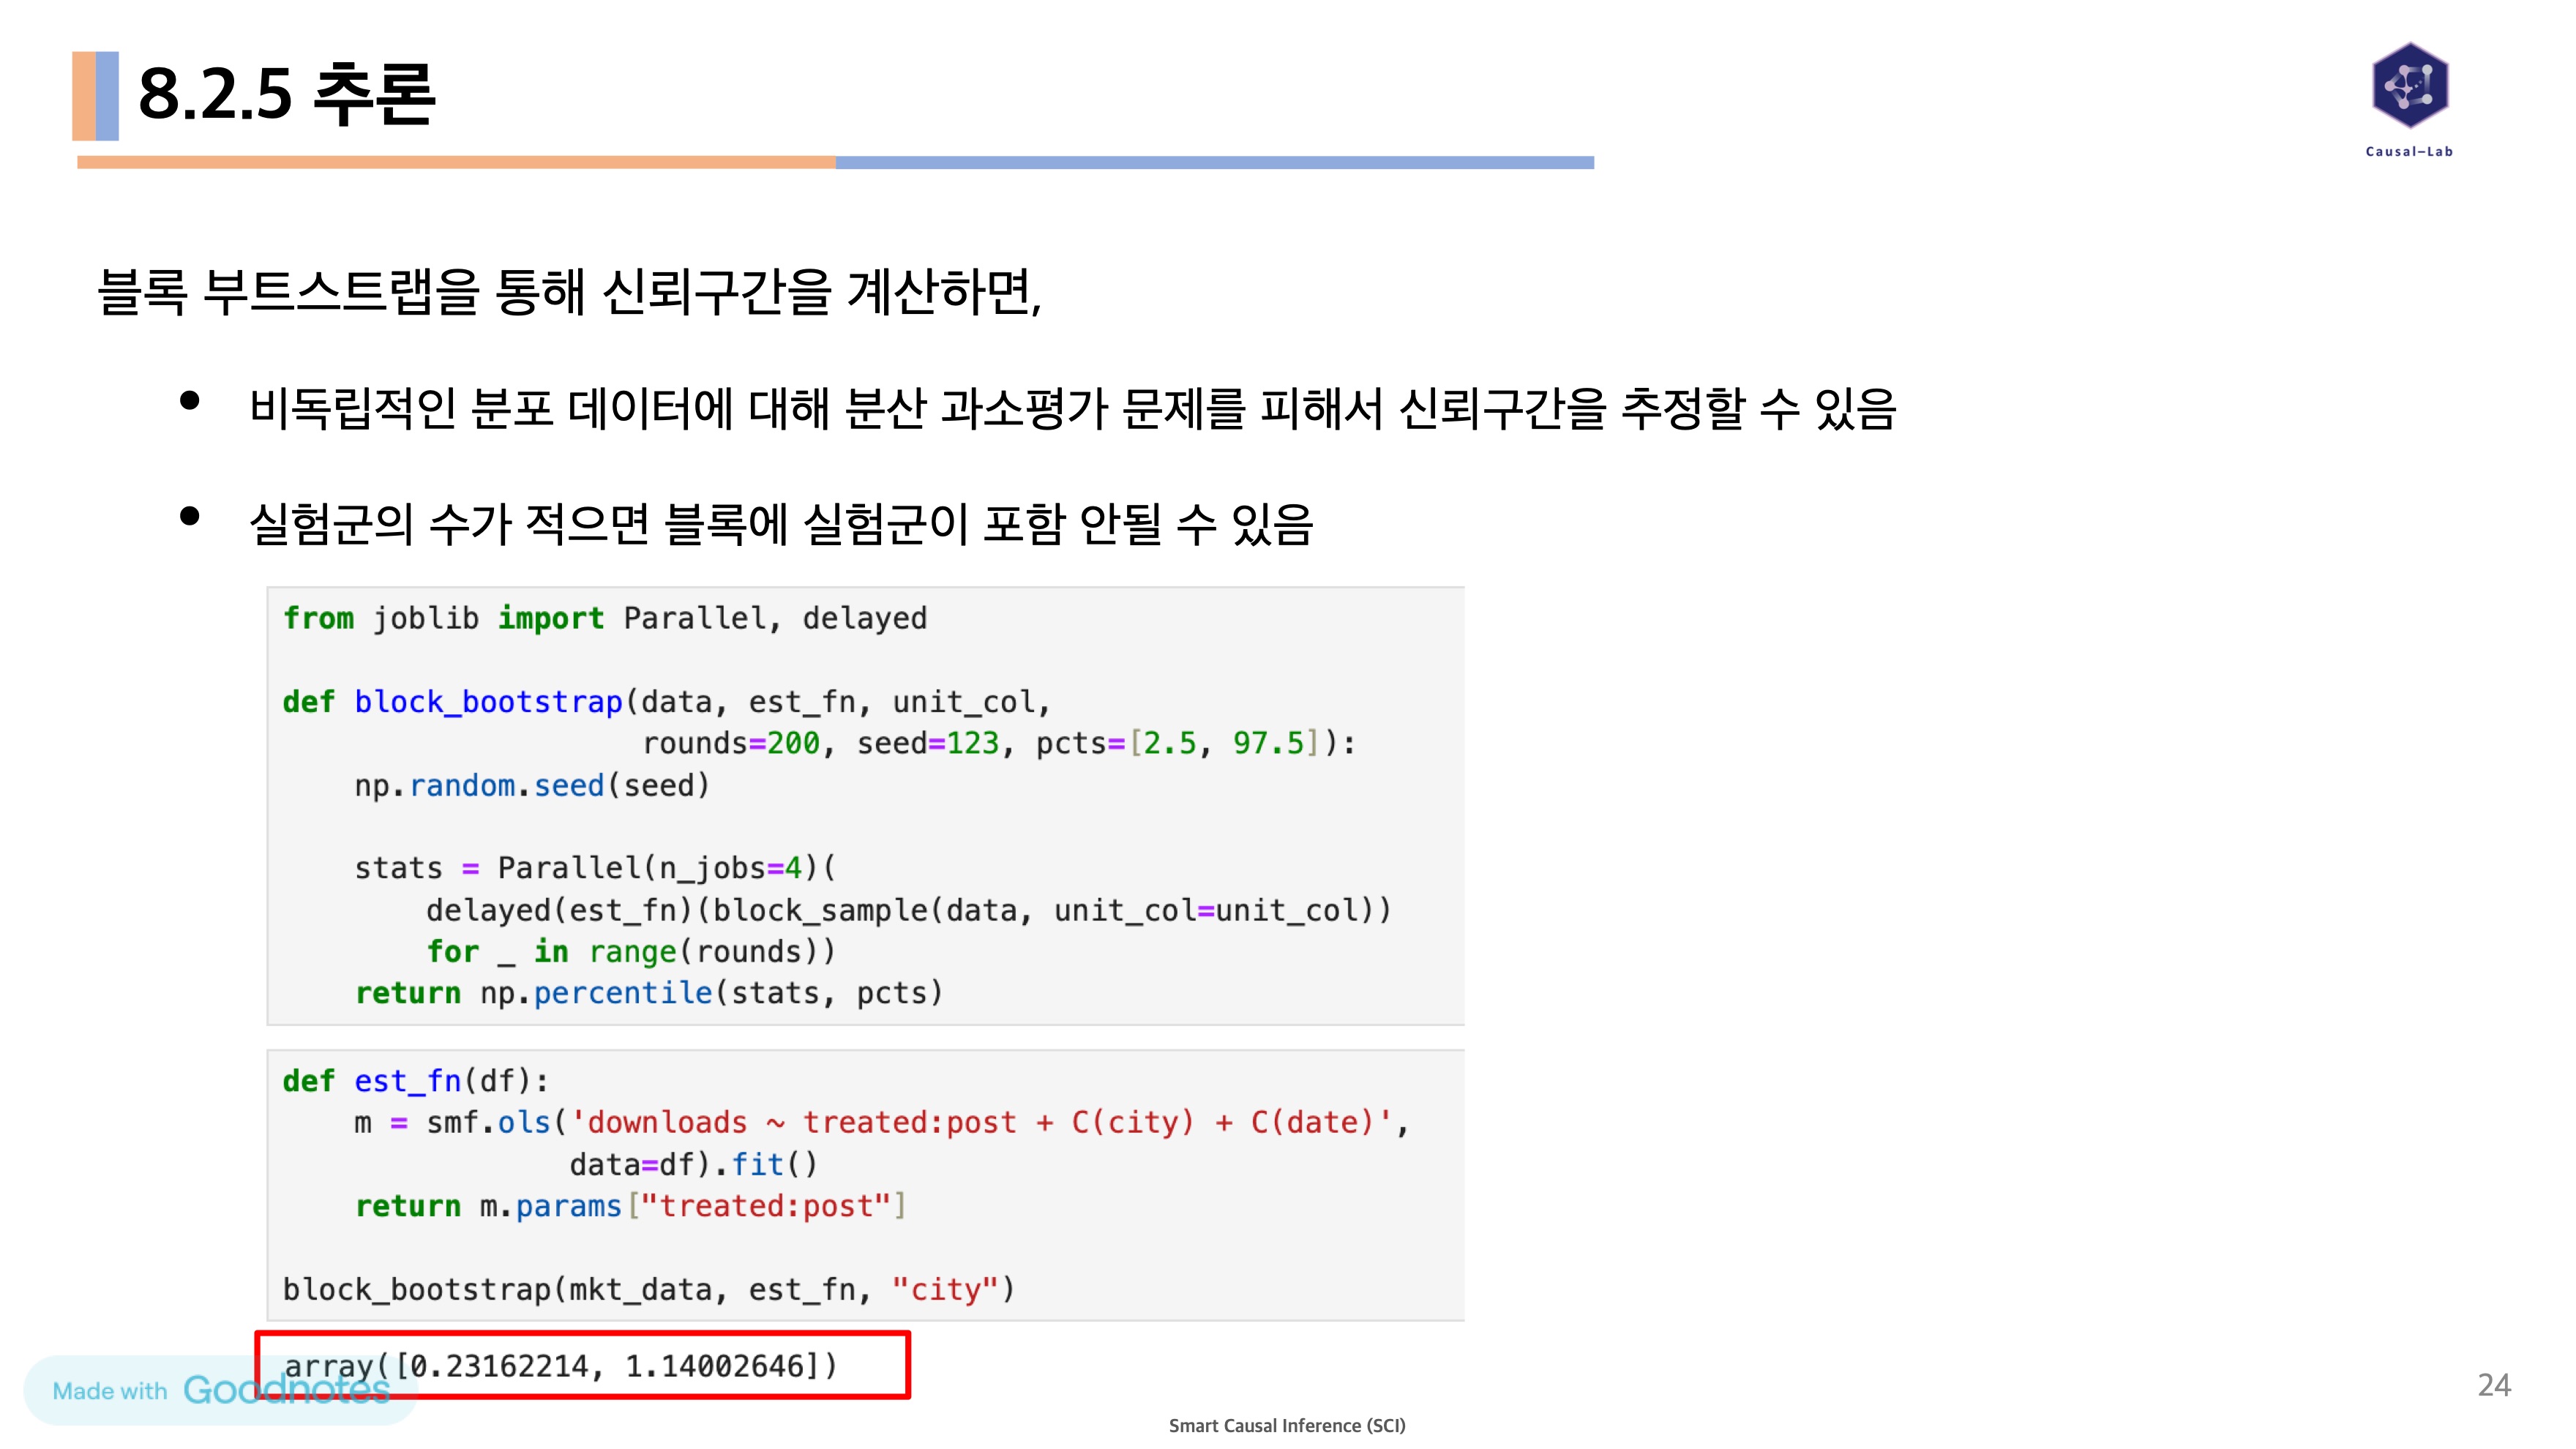 8.2.5 추론
Causal-Lab
블록 부트스트랩을 통해 신뢰구간을 계산하면,
● 비독립적인 분포 데이터에 대해 분산 과소평가 문제를 피해서 신뢰구간을 추정할 수 있음
● 실험군의 수가 적으면 블록에 실험군이 포함 안될 수 있음
from joblib import Parallel, delayed
def block_bootstrap(data, est_fn, unit_col,
                    rounds=200, seed=123, pcts=[2.5, 97.5]):
    np.random.seed(seed)
    stats = Parallel(n_jobs=4)(
        delayed(est_fn)(block_sample(data, unit_col=unit_col))
        for _ in range(rounds))
    return np.percentile(stats, pcts)
def est_fn(df):
    m = smf.ols('downloads ~ treated:post + C(city) + C(date)',
                data=df).fit()
    return m.params["treated:post"]
block_bootstrap(mkt_data, est_fn, "city")
array([0.23162214, 1.14002646])
Made with Goodnotes
24
Smart Causal Inference (SCI)